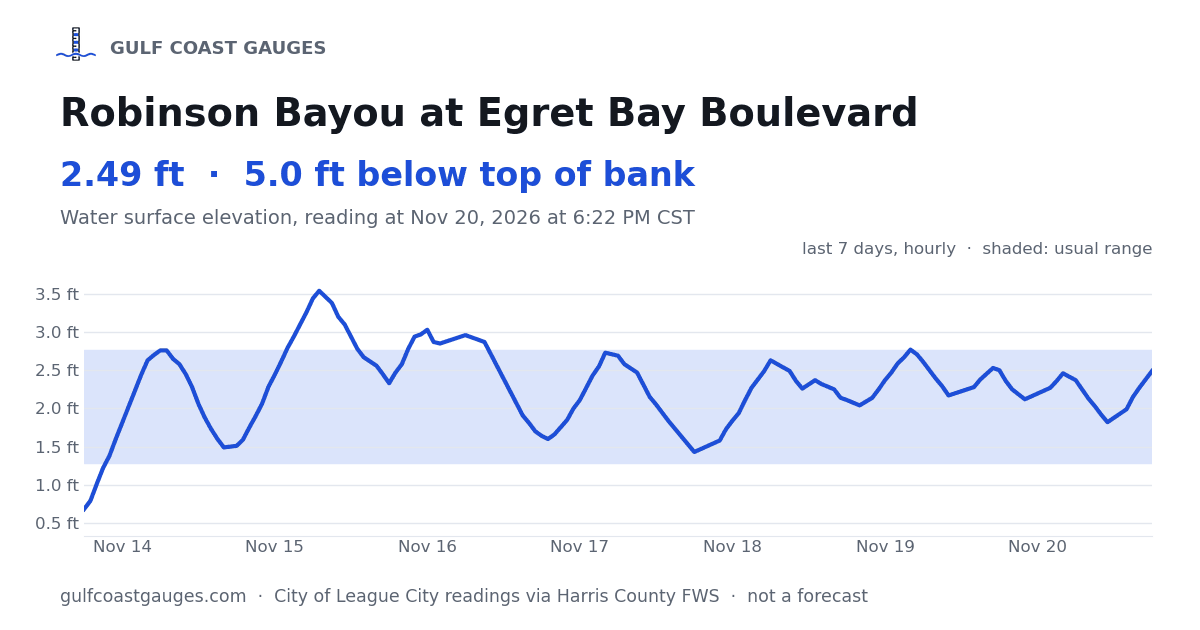 GULF COAST GAUGES
Robinson Bayou at Egret Bay Boulevard
2.49 ft · 5.0 ft below top of bank
Water surface elevation, reading at Nov 20, 2026 at 6:22 PM CST
last 7 days, hourly · shaded: usual range
3.5 ft
3.0 ft
2.5 ft
2.0 ft
1.5 ft
1.0 ft
0.5 ft
Nov 14 Nov 15 Nov 16 Nov 17 Nov 18 Nov 19 Nov 20
gulfcoastgauges.com · City of League City readings via Harris County FWS · not a forecast